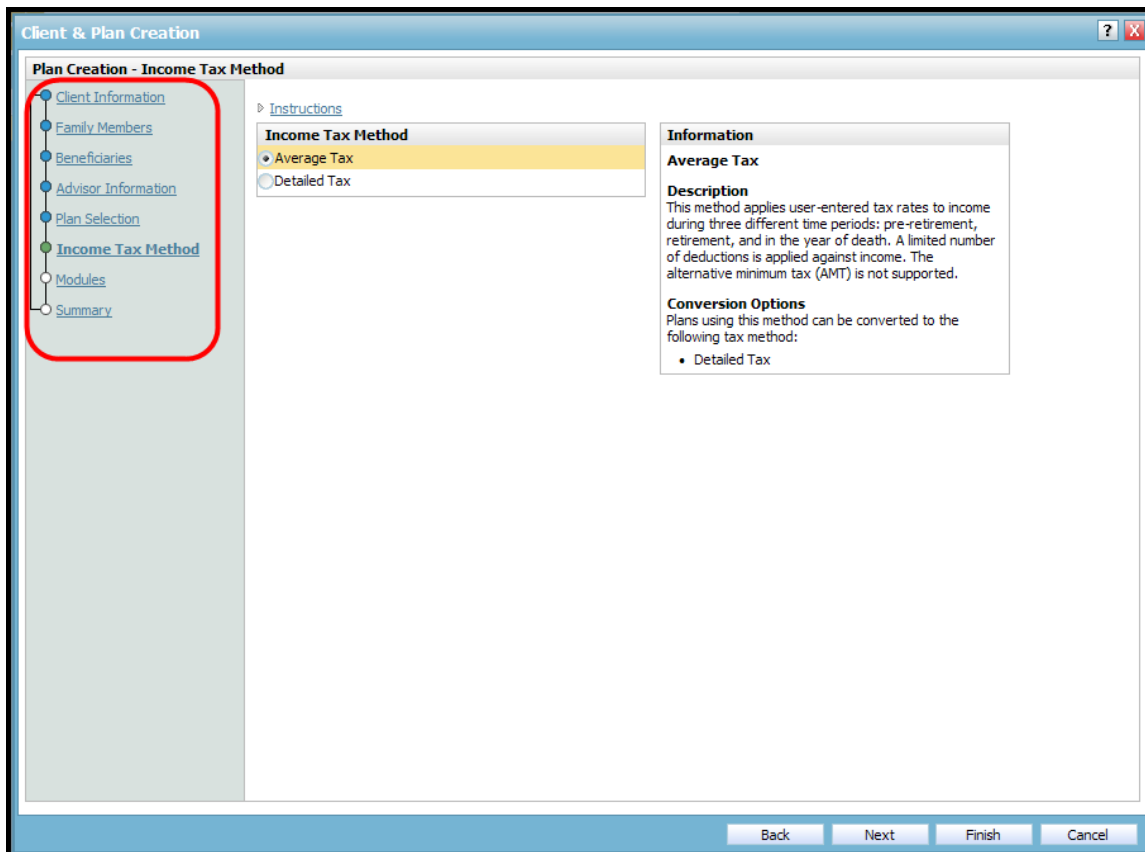 Client & Plan Creation
?
X
Plan Creation - Income Tax Method
Client Information
Family Members
Beneficiaries
Advisor Information
Plan Selection
Income Tax Method
Modules
Summary
Instructions
Income Tax Method
Average Tax
Detailed Tax
Information
Average Tax
Description
This method applies user-entered tax rates to income
during three different time periods: pre-retirement,
retirement, and in the year of death. A limited number
of deductions is applied against income. The
alternative minimum tax (AMT) is not supported.
Conversion Options
Plans using this method can be converted to the
following tax method:
• Detailed Tax
Back Next Finish Cancel